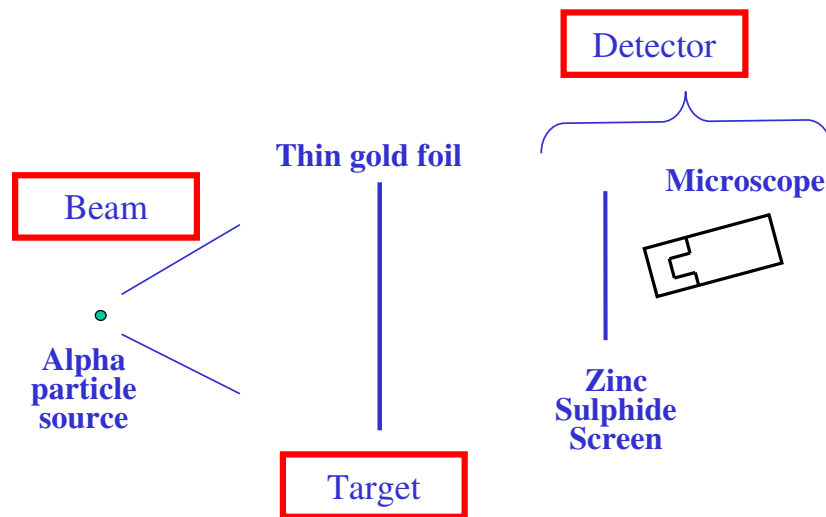 Detector
Thin gold foil
Microscope
Beam
Alpha
particle
source
Zinc
Sulphide
Screen
Target